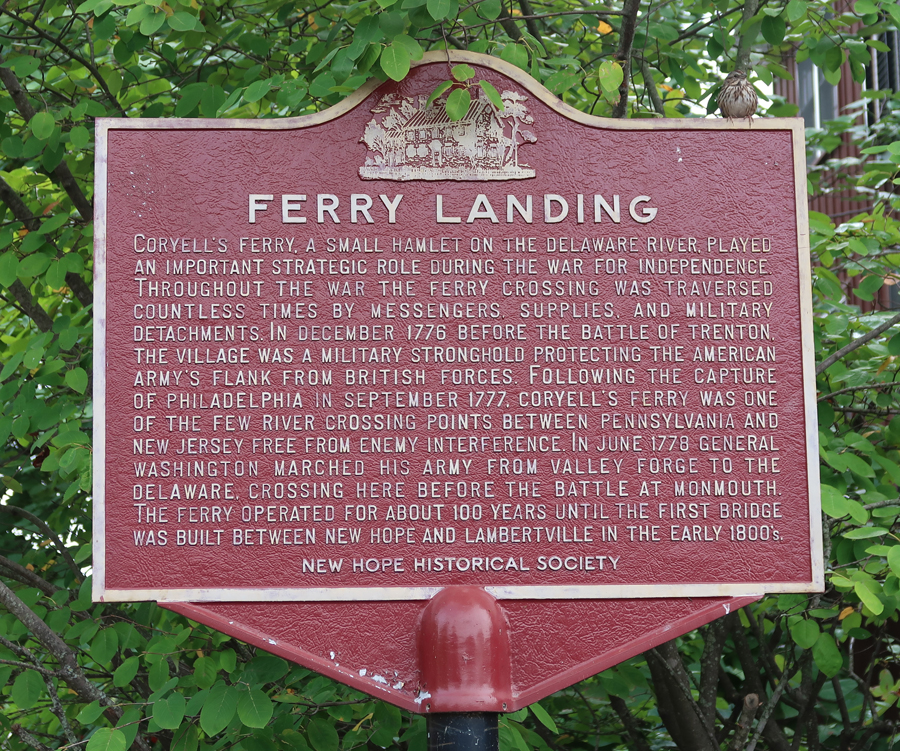 FERRY LANDING
CORYELL'S FERRY, A SMALL HAMLET ON THE DELAWARE RIVER, PLAYED
AN IMPORTANT STRATEGIC ROLE DURING THE WAR FOR INDEPENDENCE.
THROUGHOUT THE WAR THE FERRY CROSSING WAS TRAVERSED
COUNTLESS TIMES BY MESSENGERS, SUPPLIES, AND MILITARY
DETACHMENTS. IN DECEMBER 1776 BEFORE THE BATTLE OF TRENTON,
THE VILLAGE WAS A MILITARY STRONGHOLD PROTECTING THE AMERICAN
ARMY'S FLANK FROM BRITISH FORCES. FOLLOWING THE CAPTURE
OF PHILADELPHIA IN SEPTEMBER 1777, CORYELL'S FERRY WAS ONE
OF THE FEW RIVER CROSSING POINTS BETWEEN PENNSYLVANIA AND
NEW JERSEY FREE FROM ENEMY INTERFERENCE. IN JUNE 1778 GENERAL
WASHINGTON MARCHED HIS ARMY FROM VALLEY FORGE TO THE
DELAWARE, CROSSING HERE BEFORE THE BATTLE AT MONMOUTH.
THE FERRY OPERATED FOR ABOUT 100 YEARS UNTIL THE FIRST BRIDGE
WAS BUILT BETWEEN NEW HOPE AND LAMBERTVILLE IN THE EARLY 1800's.
NEW HOPE HISTORICAL SOCIETY